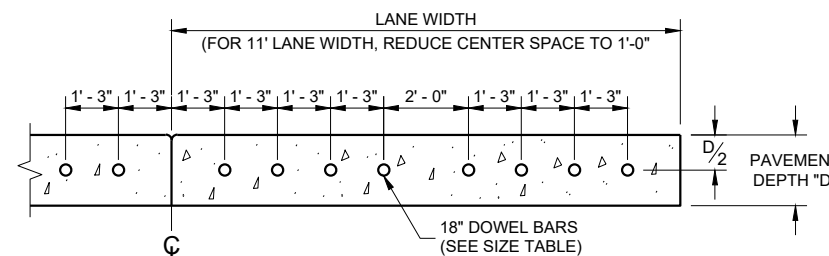 LANE WIDTH
(FOR 11' LANE WIDTH, REDUCE CENTER SPACE TO 1'-0"
1' - 3" 1' - 3" 1' - 3" 1' - 3" 1' - 3" 1' - 3" 2' - 0" 1' - 3" 1' - 3" 1' - 3"
D/2
PAVEMEN
DEPTH "D
18" DOWEL BARS
(SEE SIZE TABLE)
℄